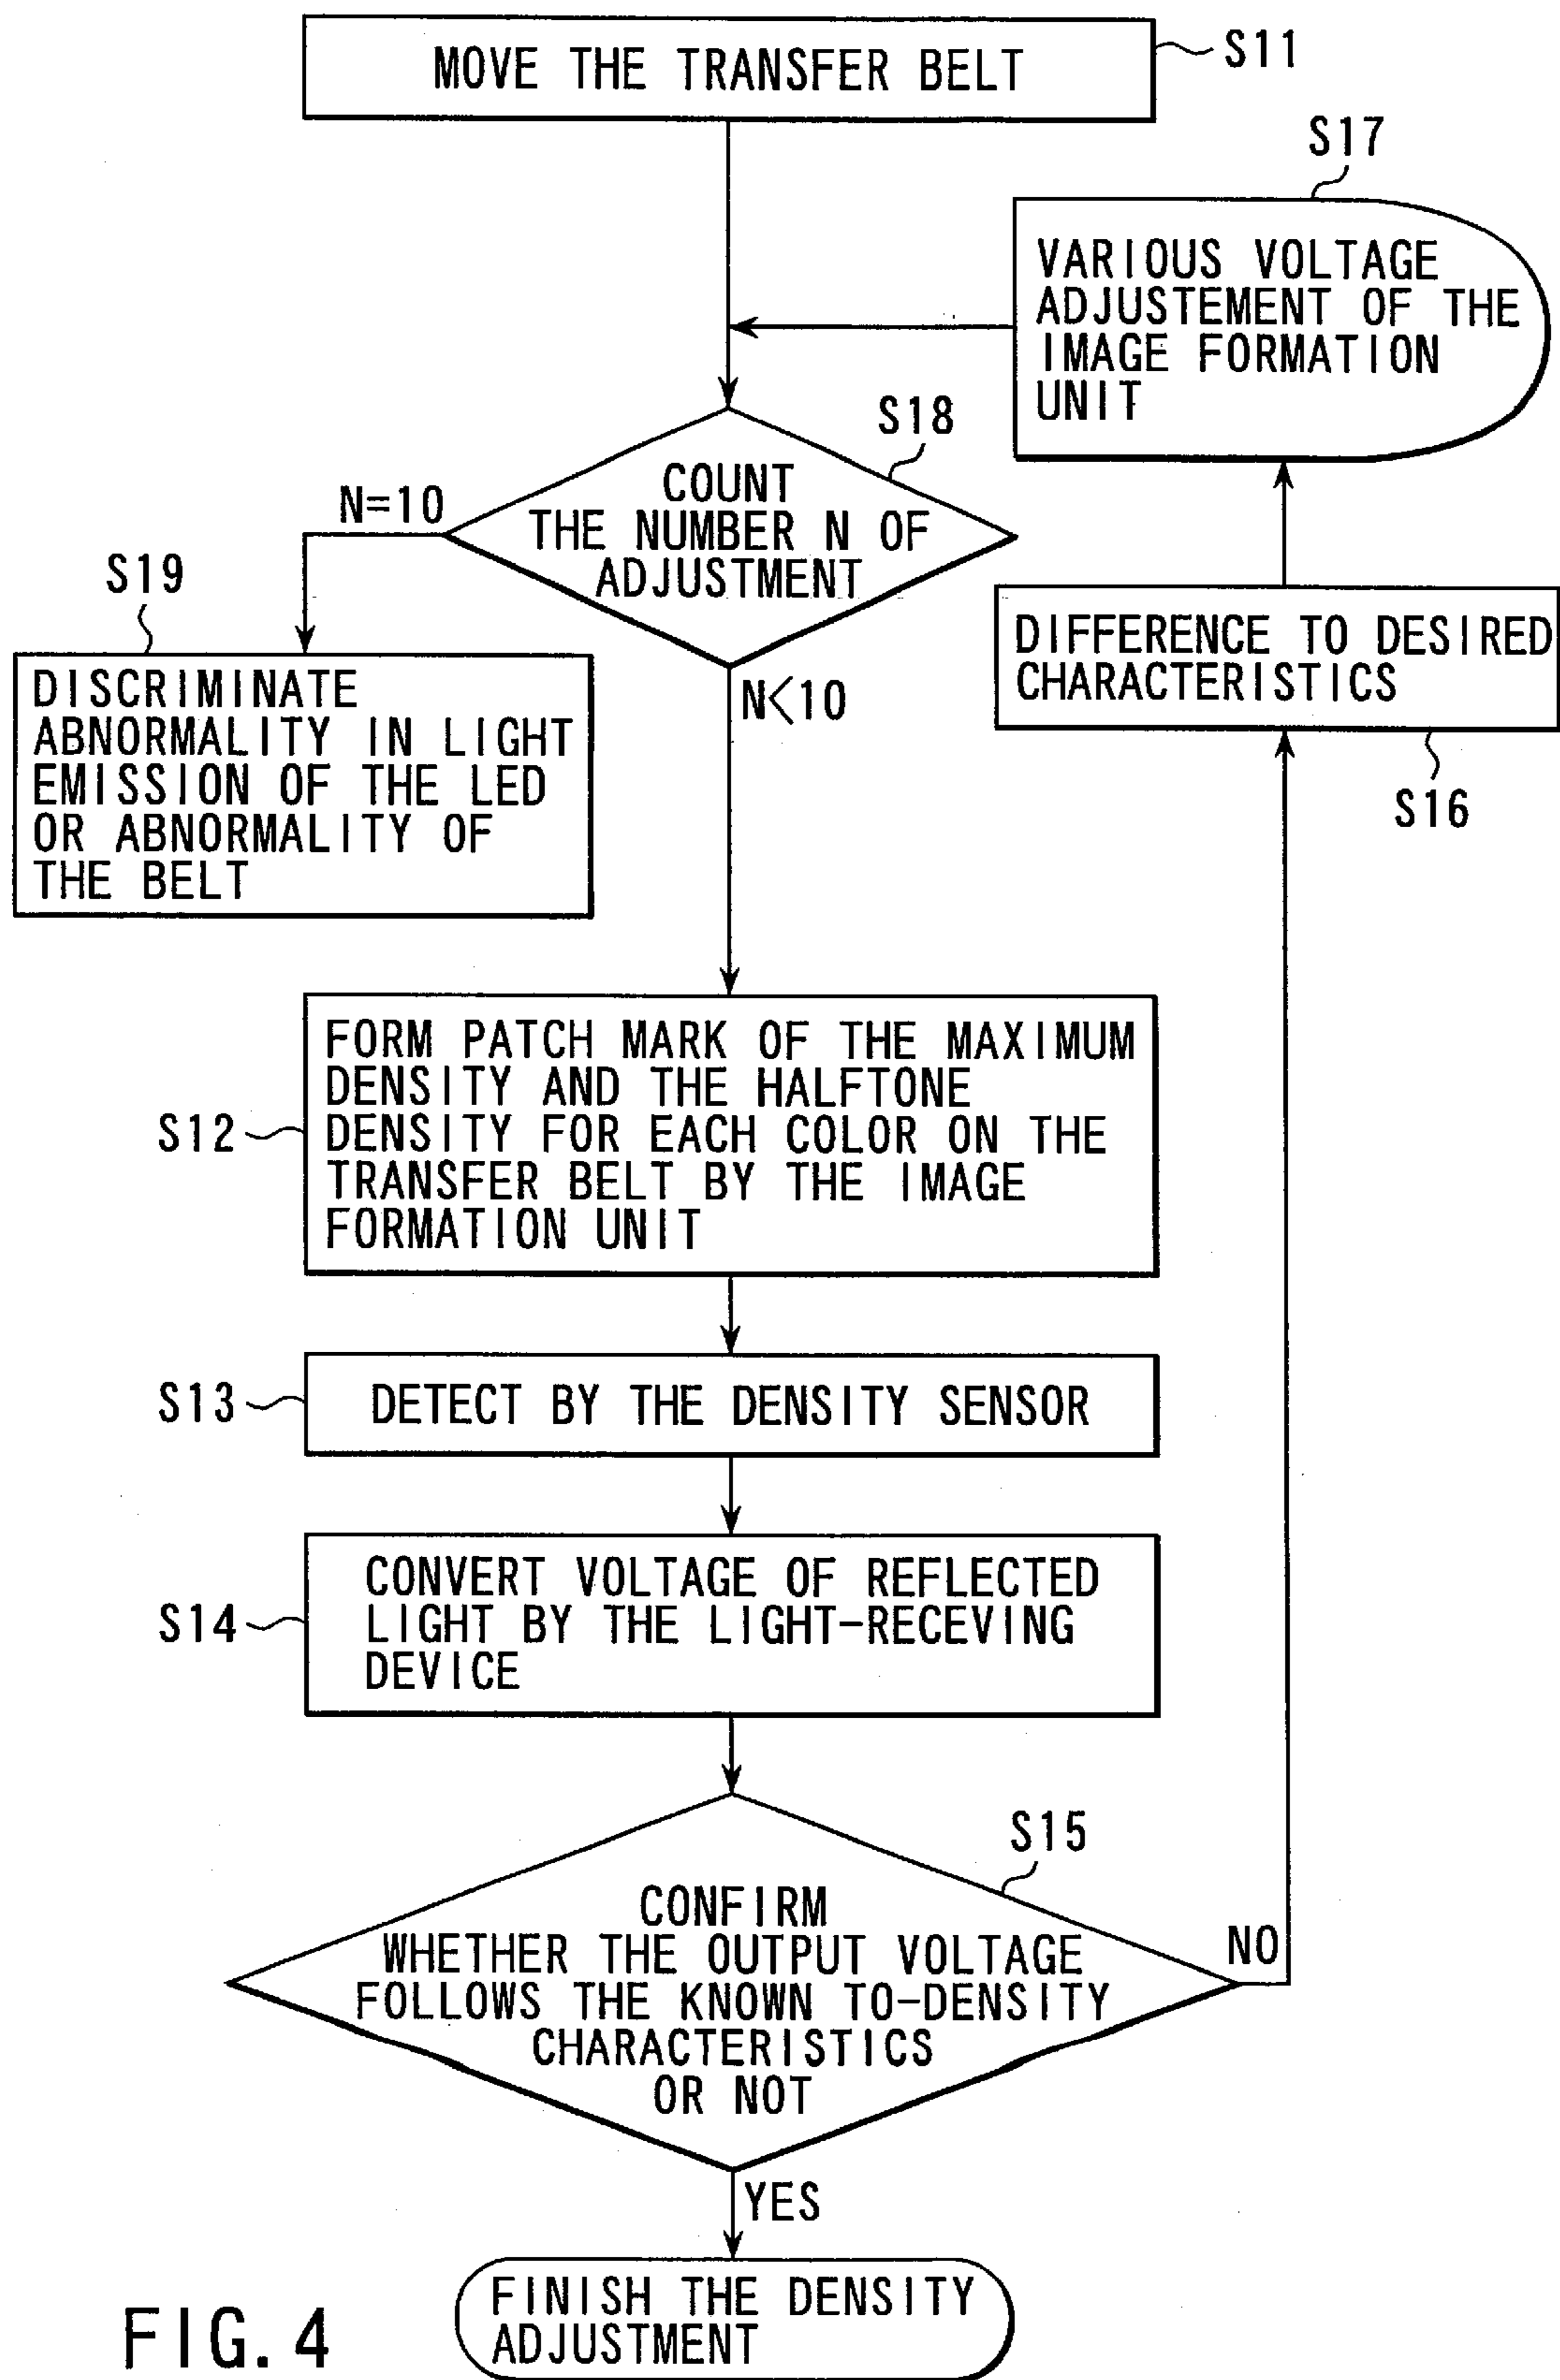 MOVE THE TRANSFER BELT
S11
S17
VARIOUS VOLTAGE
ADJUSTEMENT OF THE
IMAGE FORMATION
UNIT
S18
COUNT
THE NUMBER N OF
ADJUSTMENT
N=10
S19
DISCRIMINATE
ABNORMALITY IN LIGHT
EMISSION OF THE LED
OR ABNORMALITY OF
THE BELT
N<10
DIFFERENCE TO DESIRED
CHARACTERISTICS
S16
S12
FORM PATCH MARK OF THE MAXIMUM
DENSITY AND THE HALFTONE
DENSITY FOR EACH COLOR ON THE
TRANSFER BELT BY THE IMAGE
FORMATION UNIT
S13
DETECT BY THE DENSITY SENSOR
S14
CONVERT VOLTAGE OF REFLECTED
LIGHT BY THE LIGHT-RECEVING
DEVICE
S15
CONFIRM
WHETHER THE OUTPUT VOLTAGE
FOLLOWS THE KNOWN TO-DENSITY
CHARACTERISTICS
OR NOT
NO
YES
FINISH THE DENSITY
ADJUSTMENT
FIG. 4